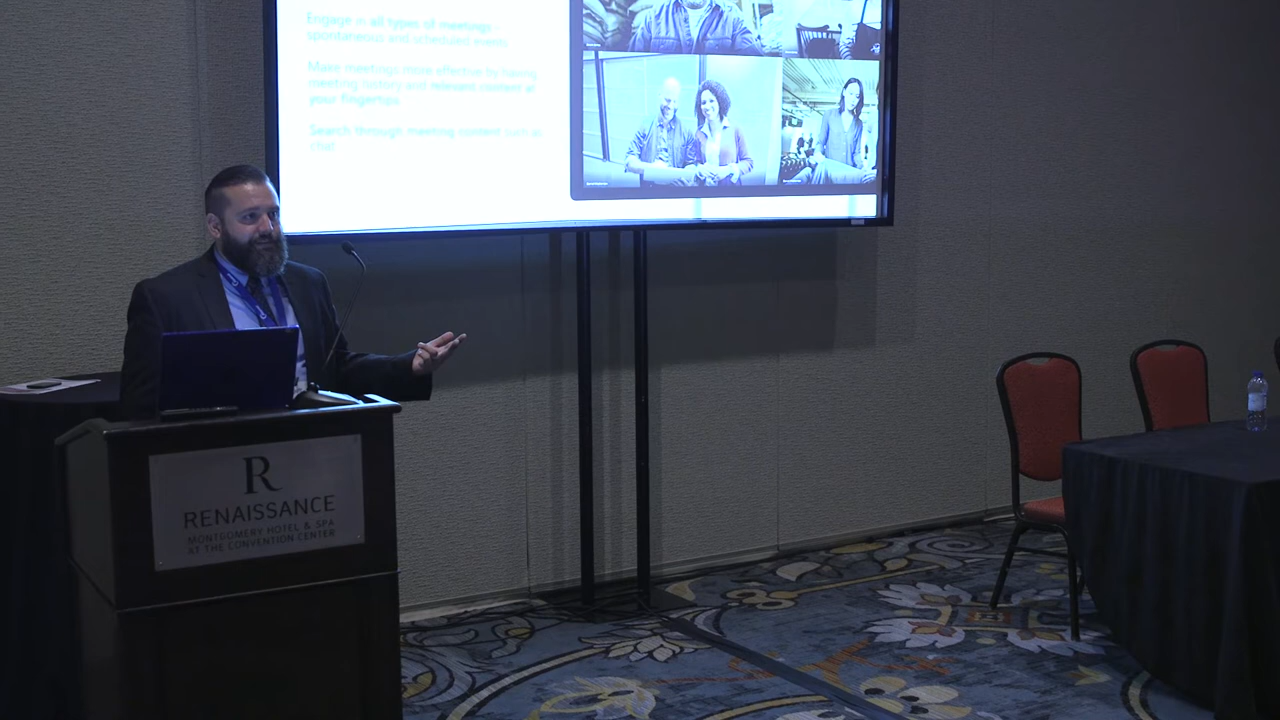 Engage in all types of meetings -
spontaneous and scheduled events
Make meetings more effective by having
meeting history and relevant content at
your fingertips
Search through meeting content such as
chat
R
RENAISSANCE
MONTGOMERY HOTEL & SPA
AT THE CONVENTION CENTER